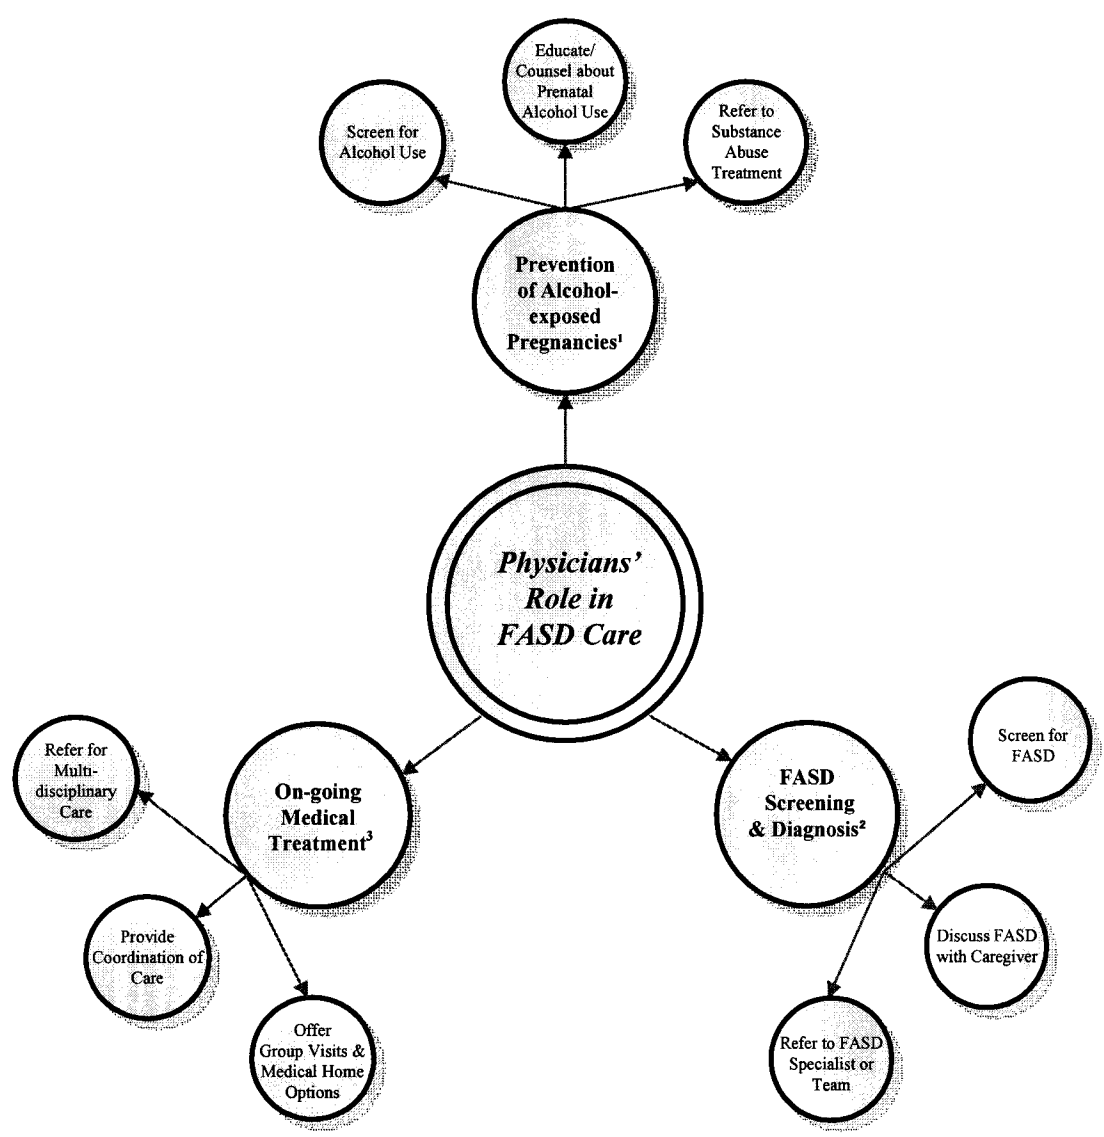 Educate/
Counsel about
Prenatal
Alcohol Use
Screen for
Alcohol Use
Refer to
Substance
Abuse
Treatment
Prevention
of Alcohol-
exposed
Pregnancies¹
Physicians’
Role in
FASD Care
Refer for
Multi-
disciplinary
Care
On-going
Medical
Treatment³
Provide
Coordination of
Care
Offer
Group Visits &
Medical Home
Options
FASD
Screening
& Diagnosis²
Screen for
FASD
Discuss FASD
with Caregiver
Refer to FASD
Specialist or
Team